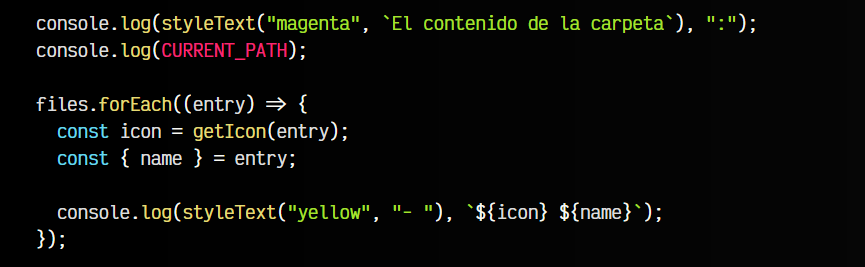 console.log(styleText("magenta", `El contenido de la carpeta`), ":");
console.log(CURRENT_PATH);

files.forEach((entry) => {
  const icon = getIcon(entry);
  const { name } = entry;

  console.log(styleText("yellow", "- "), `${icon} ${name}`);
});